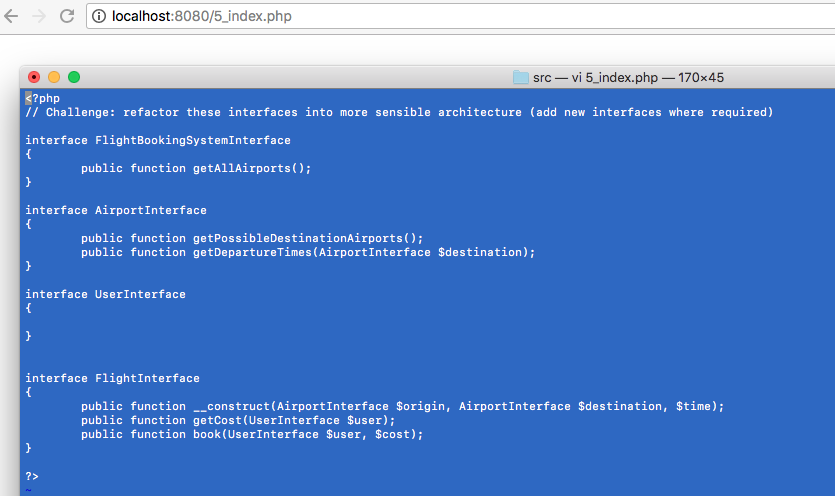 localhost:8080/5_index.php
src — vi 5_index.php — 170×45
<?php
// Challenge: refactor these interfaces into more sensible architecture (add new interfaces where required)
interface FlightBookingSystemInterface
{
        public function getAllAirports();
}
interface AirportInterface
{
        public function getPossibleDestinationAirports();
        public function getDepartureTimes(AirportInterface $destination);
}
interface UserInterface
{
}
interface FlightInterface
{
        public function __construct(AirportInterface $origin, AirportInterface $destination, $time);
        public function getCost(UserInterface $user);
        public function book(UserInterface $user, $cost);
}
?>
~